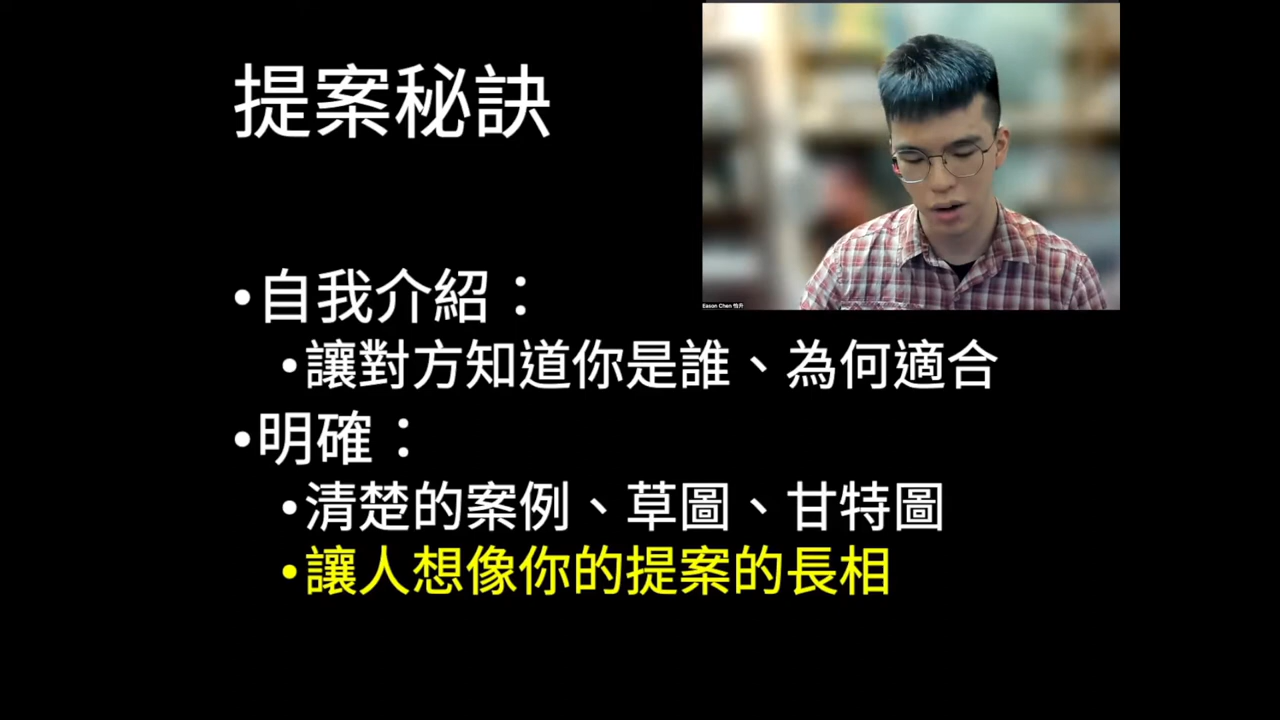 提案秘訣
Eason Chen 怡升
•自我介紹：
•讓對方知道你是誰、為何適合
•明確：
•清楚的案例、草圖、甘特圖
•讓人想像你的提案的長相